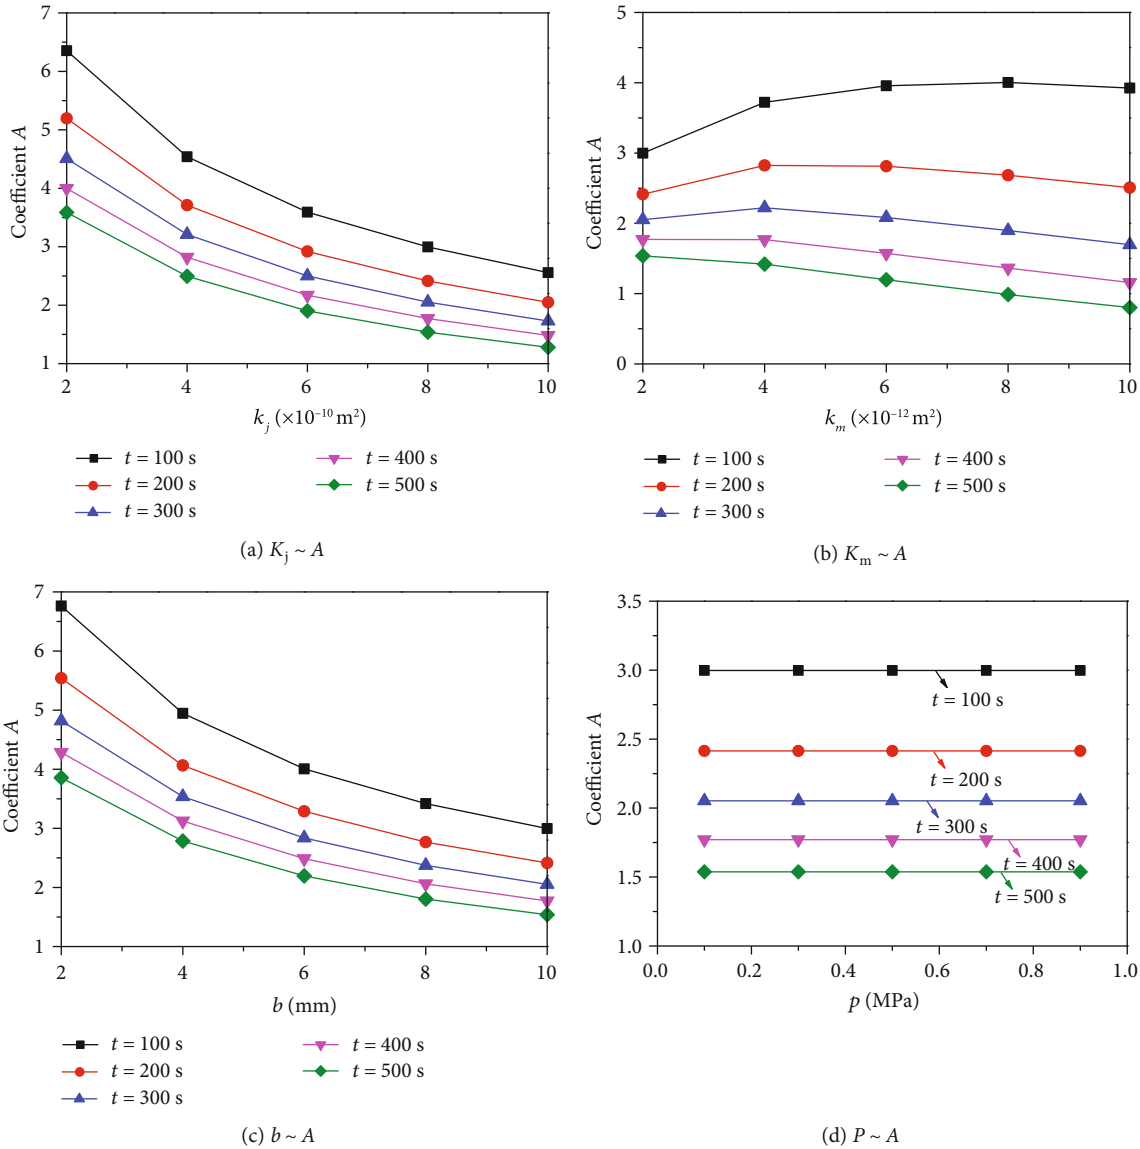 7
6
5
4
3
2
1
Coefficient A
2 4 6 8 10
k_j (×10⁻¹⁰ m²)
t = 100 s
t = 200 s
t = 300 s
t = 400 s
t = 500 s
(a) K_j ~ A
5
4
3
2
1
0
Coefficient A
2 4 6 8 10
k_m (×10⁻¹² m²)
t = 100 s
t = 200 s
t = 300 s
t = 400 s
t = 500 s
(b) K_m ~ A
7
6
5
4
3
2
1
Coefficient A
2 4 6 8 10
b (mm)
t = 100 s
t = 200 s
t = 300 s
t = 400 s
t = 500 s
(c) b ~ A
3.5
3.0
2.5
2.0
1.5
1.0
Coefficient A
t = 100 s
t = 200 s
t = 300 s
t = 400 s
t = 500 s
0.0 0.2 0.4 0.6 0.8 1.0
p (MPa)
(d) P ~ A